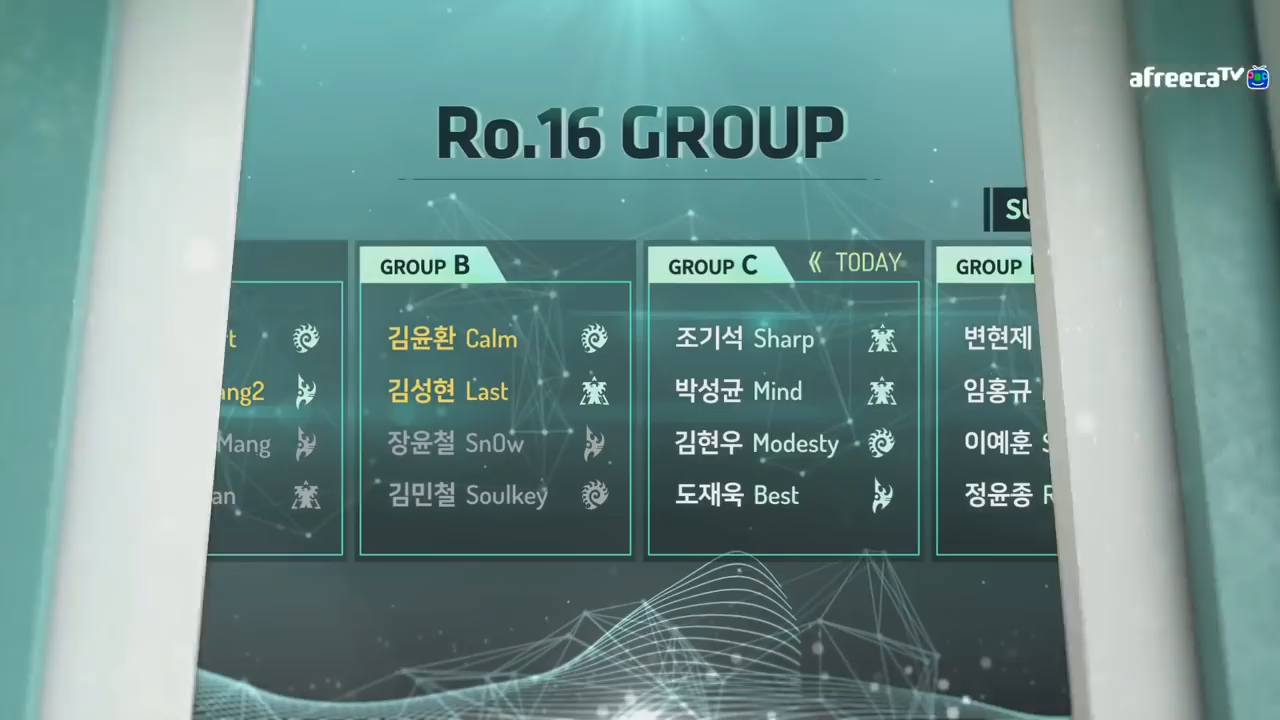 afreecaTV
Ro.16 GROUP
GROUP B
김윤환 Calm
김성현 Last
장윤철 Sn0w
김민철 Soulkey
GROUP C
TODAY
조기석 Sharp
박성균 Mind
김현우 Modesty
도재욱 Best
GROUP
변현제
임홍규
이예훈
정윤종